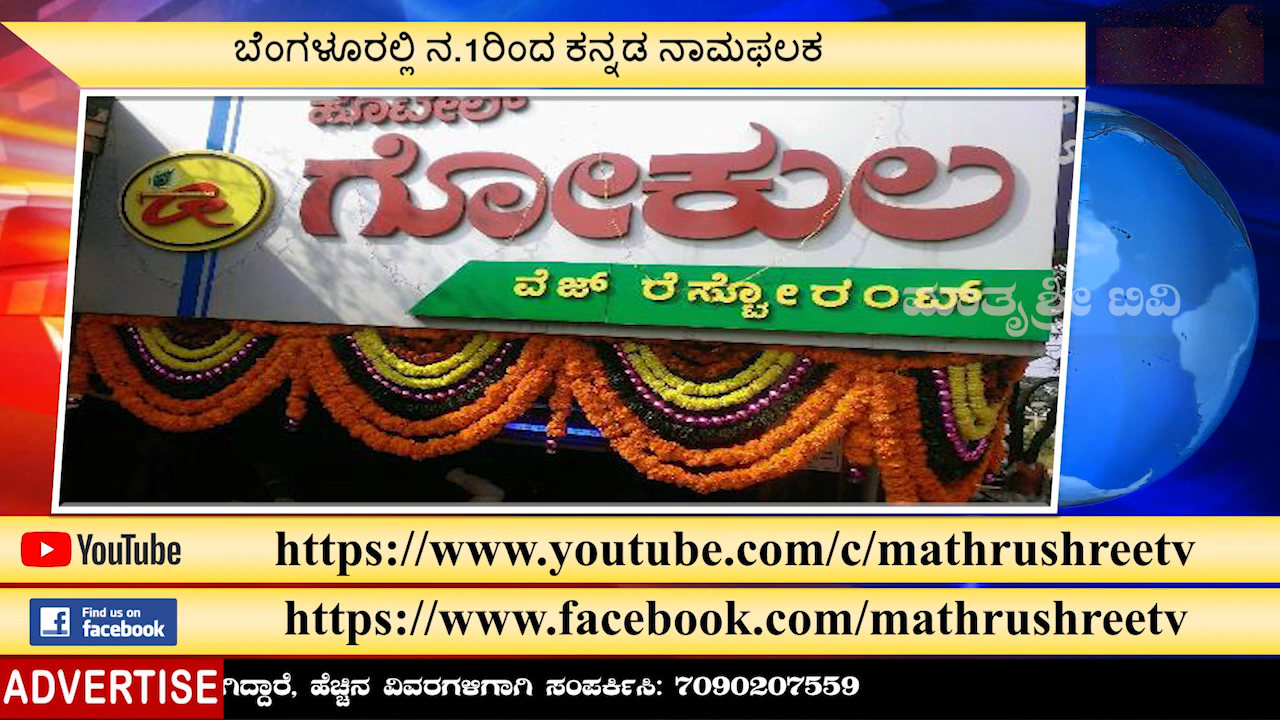 ಬೆಂಗಳೂರಲ್ಲಿ ನ.1ರಿಂದ ಕನ್ನಡ ನಾಮಫಲಕ
ಹೊಟೇಲ್
ಗೋಕುಲ
ವೆಜ್ ರೆಸ್ಟೋರಂಟ್
ಮಾತೃಶ್ರೀ ಟಿವಿ
YouTube https://www.youtube.com/c/mathrushreetv
Find us on
facebook https://www.facebook.com/mathrushreetv
ADVERTISE ಗಿದ್ದಾರೆ, ಹೆಚ್ಚಿನ ವಿವರಗಳಿಗಾಗಿ ಸಂಪರ್ಕಿಸಿ: 7090207559